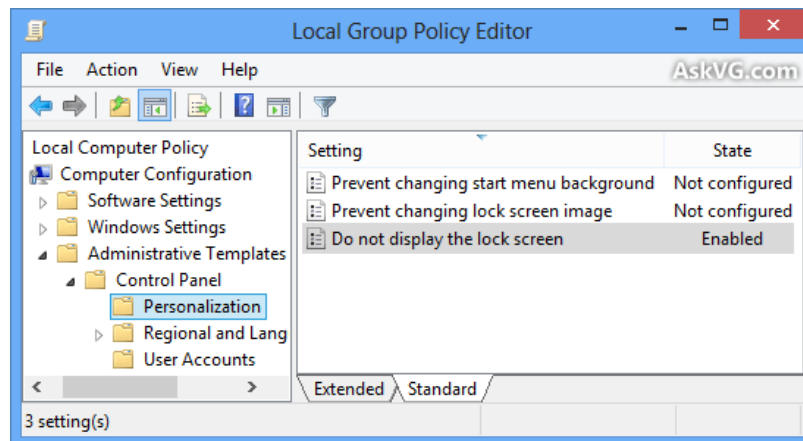 Local Group Policy Editor
File Action View Help
AskVG.com
Local Computer Policy
Computer Configuration
Software Settings
Windows Settings
Administrative Templates
Control Panel
Personalization
Regional and Lang
User Accounts
Setting State
Prevent changing start menu background Not configured
Prevent changing lock screen image Not configured
Do not display the lock screen Enabled
Extended Standard
3 setting(s)